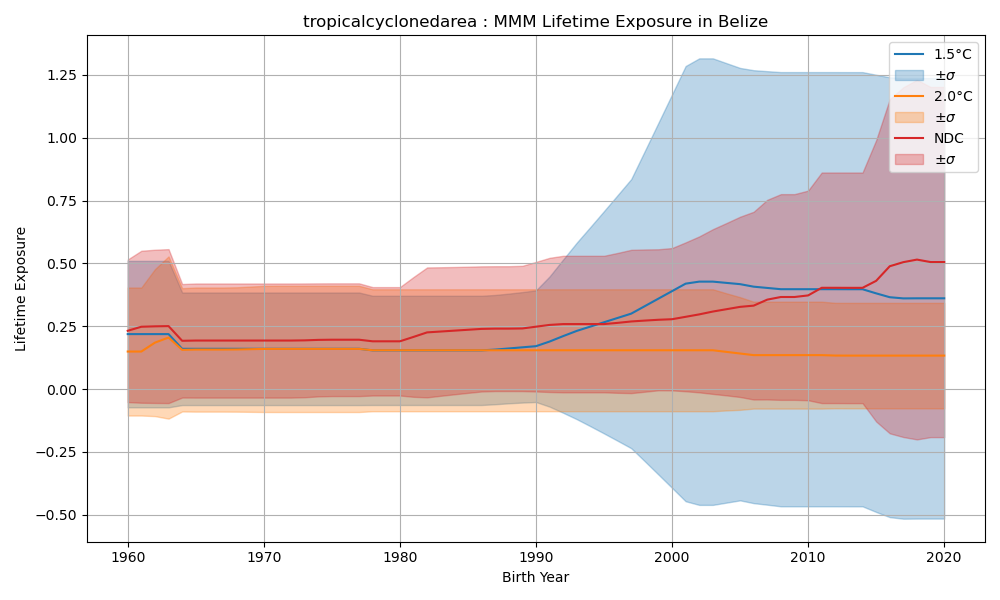 tropicalcyclonedarea : MMM Lifetime Exposure in Belize
Lifetime Exposure
1.25
1.00
0.75
0.50
0.25
0.00
−0.25
−0.50
1.5°C
±σ
2.0°C
±σ
NDC
±σ
1960 1970 1980 1990 2000 2010 2020
Birth Year